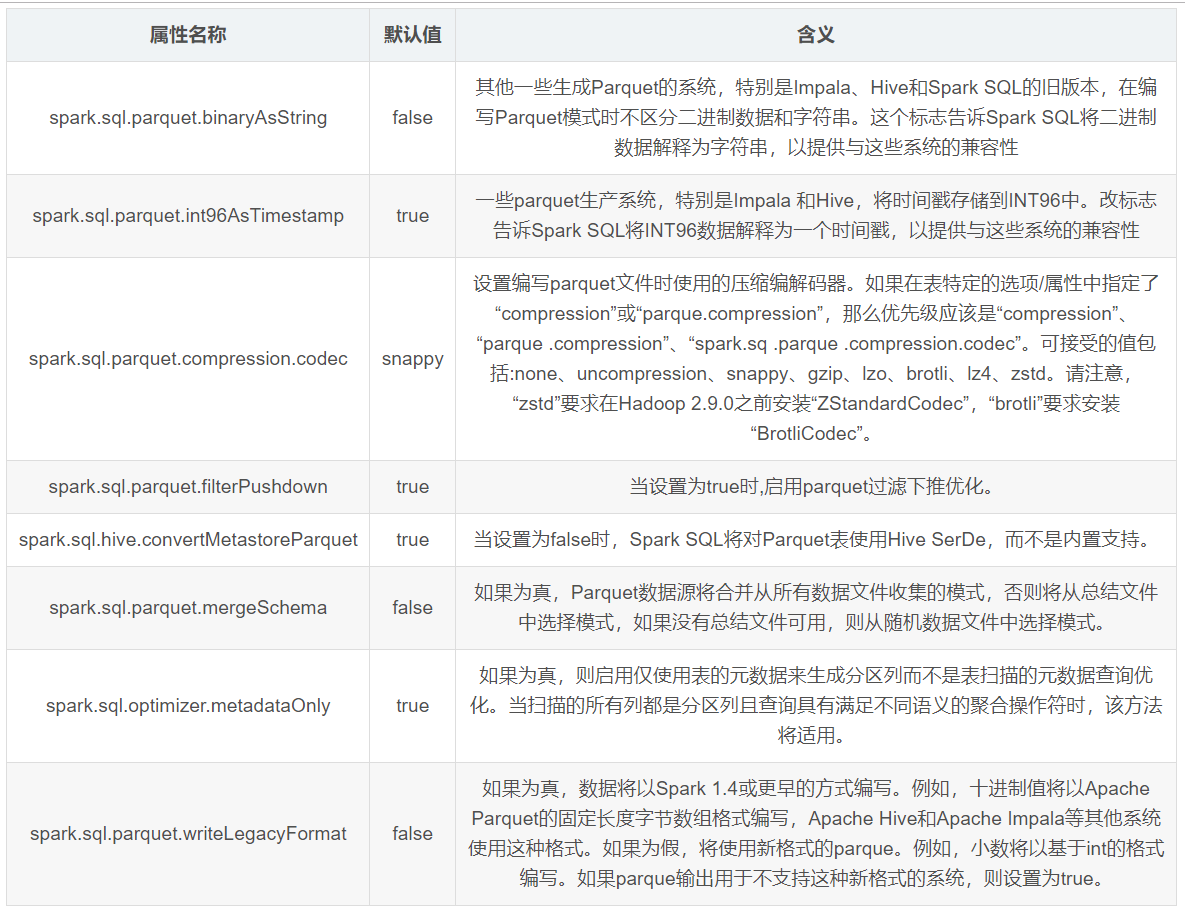 属性名称 默认值 含义
其他一些生成Parquet的系统，特别是Impala、Hive和Spark SQL的旧版本，在编
spark.sql.parquet.binaryAsString false 写Parquet模式时不区分二进制数据和字符串。这个标志告诉Spark SQL将二进制
数据解释为字符串，以提供与这些系统的兼容性
spark.sql.parquet.int96AsTimestamp true 一些parquet生产系统，特别是Impala 和Hive，将时间戳存储到INT96中。改标志
告诉Spark SQL将INT96数据解释为一个时间戳，以提供与这些系统的兼容性
设置编写parquet文件时使用的压缩编解码器。如果在表特定的选项/属性中指定了
“compression”或“parque.compression”，那么优先级应该是“compression”、
“parque .compression”、“spark.sq .parque .compression.codec”。可接受的值包
spark.sql.parquet.compression.codec snappy 括:none、uncompression、snappy、gzip、lzo、brotli、lz4、zstd。请注意，
“zstd”要求在Hadoop 2.9.0之前安装“ZStandardCodec”，“brotli”要求安装
“BrotliCodec”。
spark.sql.parquet.filterPushdown true 当设置为true时,启用parquet过滤下推优化。
spark.sql.hive.convertMetastoreParquet true 当设置为false时，Spark SQL将对Parquet表使用Hive SerDe，而不是内置支持。
spark.sql.parquet.mergeSchema false 如果为真，Parquet数据源将合并从所有数据文件收集的模式，否则将从总结文件
中选择模式，如果没有总结文件可用，则从随机数据文件中选择模式。
如果为真，则启用仅使用表的元数据来生成分区列而不是表扫描的元数据查询优
spark.sql.optimizer.metadataOnly true 化。当扫描的所有列都是分区列且查询具有满足不同语义的聚合操作符时，该方法
将适用。
如果为真，数据将以Spark 1.4或更早的方式编写。例如，十进制值将以Apache
Parquet的固定长度字节数组格式编写，Apache Hive和Apache Impala等其他系统
spark.sql.parquet.writeLegacyFormat false 使用这种格式。如果为假，将使用新格式的parque。例如，小数将以基于int的格式
编写。如果parque输出用于不支持这种新格式的系统，则设置为true。